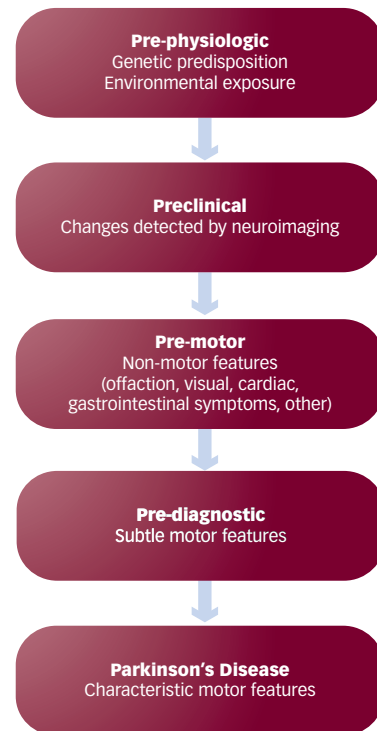 Pre-physiologic
Genetic predisposition
Environmental exposure
Preclinical
Changes detected by neuroimaging
Pre-motor
Non-motor features
(offaction, visual, cardiac,
gastrointestinal symptoms, other)
Pre-diagnostic
Subtle motor features
Parkinson's Disease
Characteristic motor features